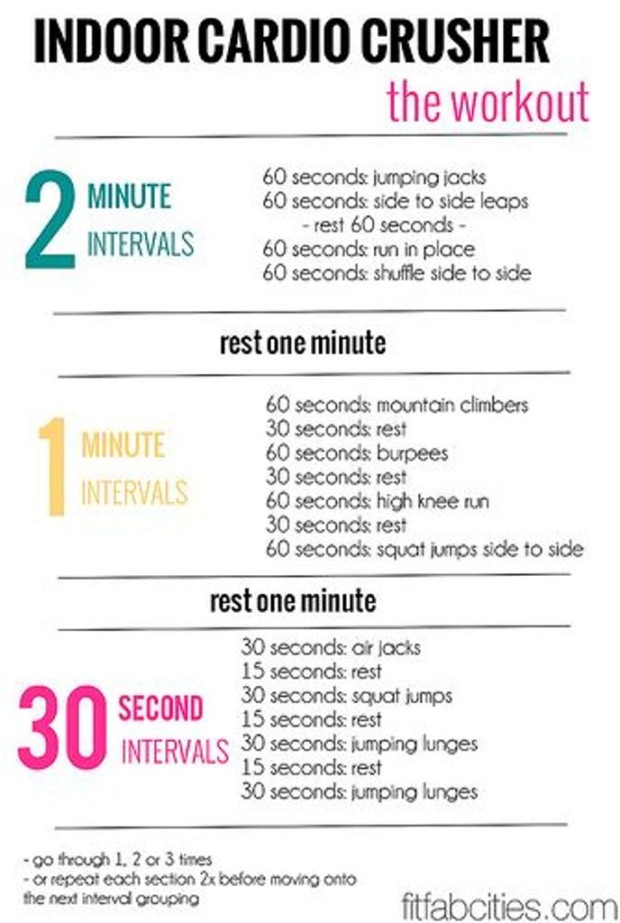 INDOOR CARDIO CRUSHER
the workout
2 MINUTE
INTERVALS
60 seconds: jumping jacks
60 seconds: side to side leaps
- rest 60 seconds -
60 seconds: run in place
60 seconds: shuffle side to side
rest one minute
1 MINUTE
INTERVALS
60 seconds: mountain climbers
30 seconds: rest
60 seconds: burpees
30 seconds: rest
60 seconds: high knee run
30 seconds: rest
60 seconds: squat jumps side to side
rest one minute
30 SECOND
INTERVALS
30 seconds: air jacks
15 seconds: rest
30 seconds: squat jumps
15 seconds: rest
30 seconds: jumping lunges
15 seconds: rest
30 seconds: jumping lunges
- go through 1, 2 or 3 times
- or repeat each section 2x before moving onto
the next interval grouping
fitfabcities.com